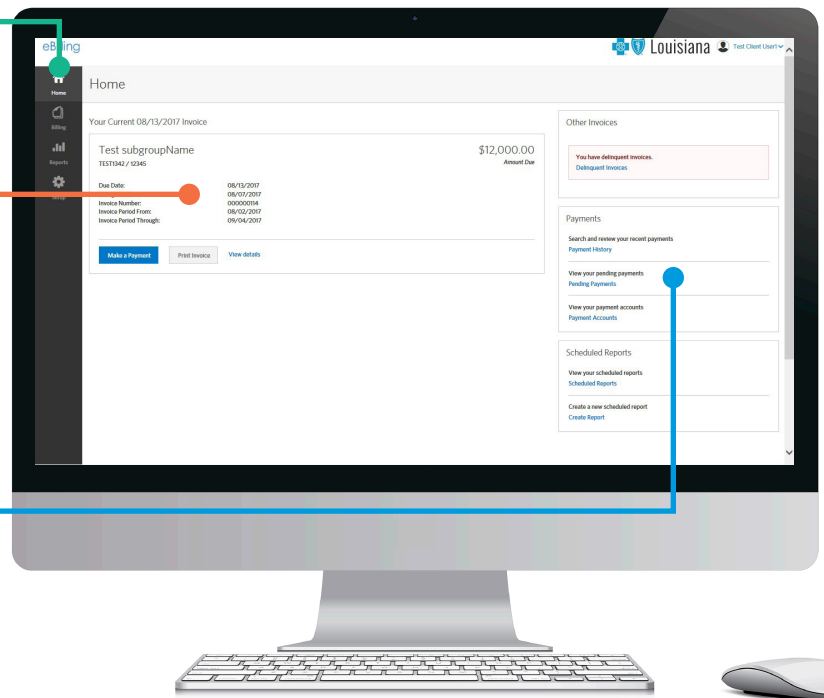 eBilling
Louisiana
Test Client User1
Home
Home
Billing
Reports
Setup
Your Current 08/13/2017 Invoice
Test subgroupName
TEST1342 / 12345
$12,000.00
Amount Due
Due Date: 08/13/2017
08/07/2017
Invoice Number: 000000114
Invoice Period From: 08/02/2017
Invoice Period Through: 09/04/2017
Make a Payment
Print Invoice
View details
Other Invoices
You have delinquent invoices.
Delinquent Invoices
Payments
Search and review your recent payments
Payment History
View your pending payments
Pending Payments
View your payment accounts
Payment Accounts
Scheduled Reports
View your scheduled reports
Scheduled Reports
Create a new scheduled report
Create Report